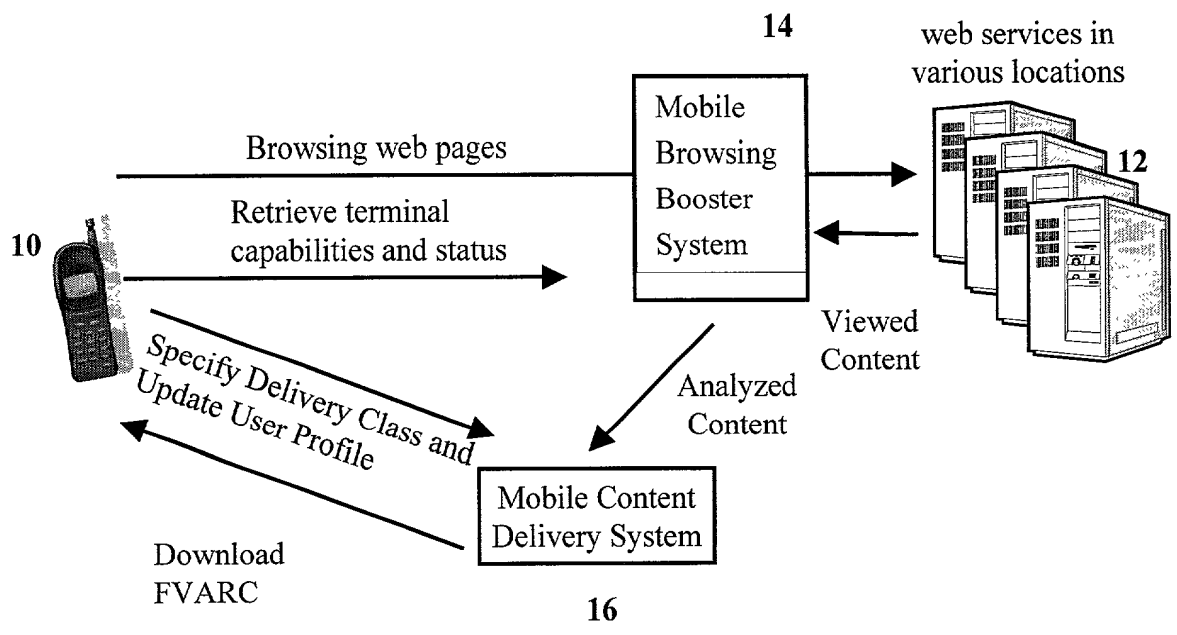 14
web services in
various locations
Mobile
Browsing
Booster
System
12
Browsing web pages
Retrieve terminal
capabilities and status
10
Viewed
Content
Specify Delivery Class and
Update User Profile
Analyzed
Content
Mobile Content
Delivery System
Download
FVARC
16